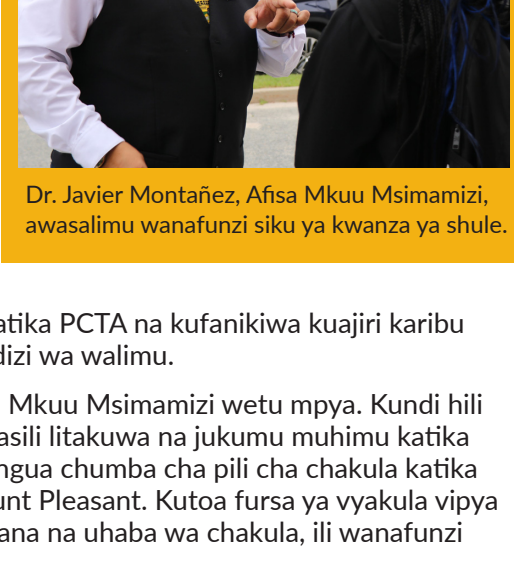 Dr. Javier Montañez, Afisa Mkuu Msimamizi,
awasalimu wanafunzi siku ya kwanza ya shule.
katika PCTA na kufanikiwa kuajiri karibu
wa walimu.
Mkuu Msimamizi wetu mpya. Kundi hili
litakuwa na jukumu muhimu katika
chumba cha pili cha chakula katika
Pleasant. Kutoa fursa ya vyakula vipya
na uhaba wa chakula, ili wanafunzi